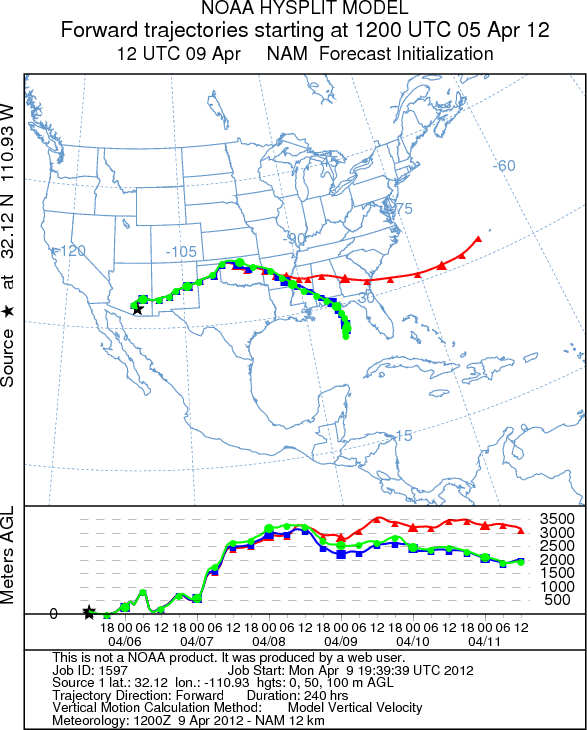 NOAA HYSPLIT MODEL
Forward trajectories starting at 1200 UTC 05 Apr 12
12 UTC 09 Apr NAM Forecast Initialization
Source ★ at 32.12 N 110.93 W
-60
-75
-120
-105
-90
30
15
Meters AGL
3500
3000
2500
2000
1500
1000
500
0
18 00 06 12 18 00 06 12 18 00 06 12 18 00 06 12 18 00 06 12 18 00 06 12
04/06 04/07 04/08 04/09 04/10 04/11
This is not a NOAA product. It was produced by a web user.
Job ID: 1597 Job Start: Mon Apr 9 19:39:39 UTC 2012
Source 1 lat.: 32.12 lon.: -110.93 hgts: 0, 50, 100 m AGL
Trajectory Direction: Forward Duration: 240 hrs
Vertical Motion Calculation Method: Model Vertical Velocity
Meteorology: 1200Z 9 Apr 2012 - NAM 12 km